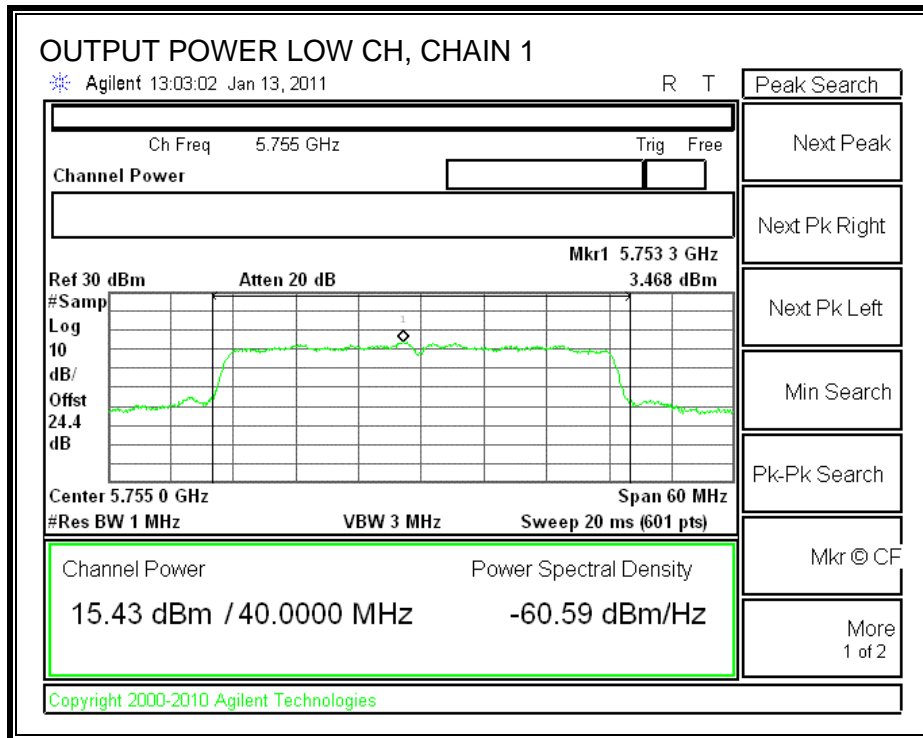 OUTPUT POWER LOW CH, CHAIN 1
Agilent 13:03:02 Jan 13, 2011 R T
Peak Search
Ch Freq 5.755 GHz Trig Free
Channel Power
Next Peak
Next Pk Right
Mkr1 5.753 3 GHz
Ref 30 dBm Atten 20 dB 3.468 dBm
#Samp
Log
10
dB/
Offst
24.4
dB
1
Next Pk Left
Min Search
Pk-Pk Search
Center 5.755 0 GHz Span 60 MHz
#Res BW 1 MHz VBW 3 MHz Sweep 20 ms (601 pts)
Channel Power Power Spectral Density
15.43 dBm / 40.0000 MHz -60.59 dBm/Hz
Mkr © CF
More
1 of 2
Copyright 2000-2010 Agilent Technologies